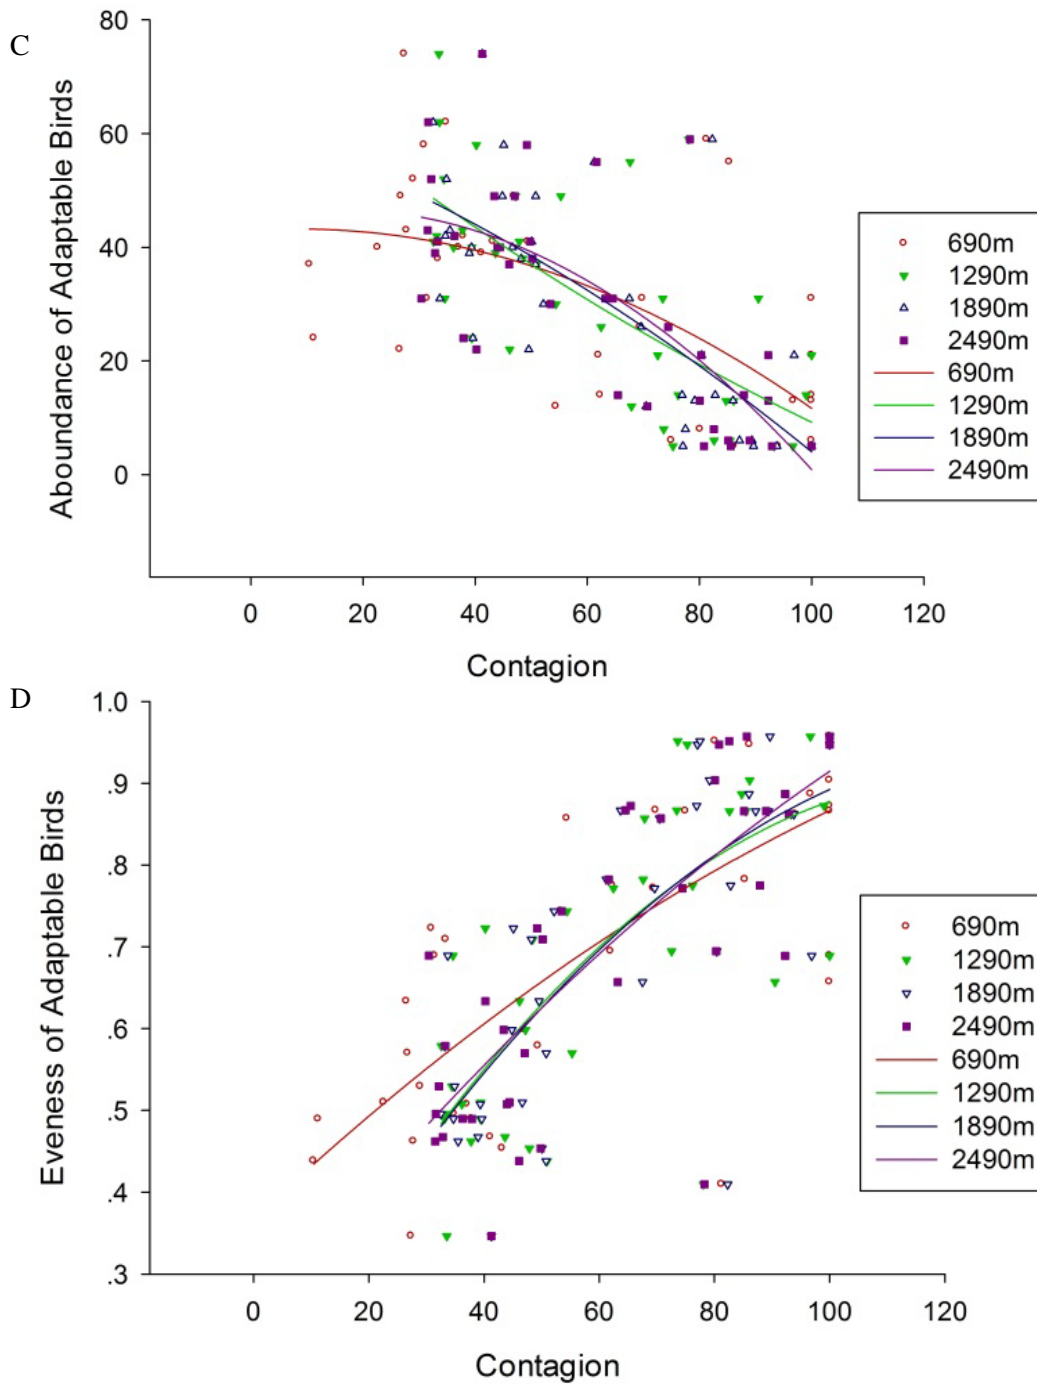 C
80
60
40
20
0
Aboundance of Adaptable Birds
0 20 40 60 80 100 120
Contagion
690m
1290m
1890m
2490m
690m
1290m
1890m
2490m
D
1.0
.9
.8
.7
.6
.5
.4
.3
Eveness of Adaptable Birds
0 20 40 60 80 100 120
Contagion
690m
1290m
1890m
2490m
690m
1290m
1890m
2490m